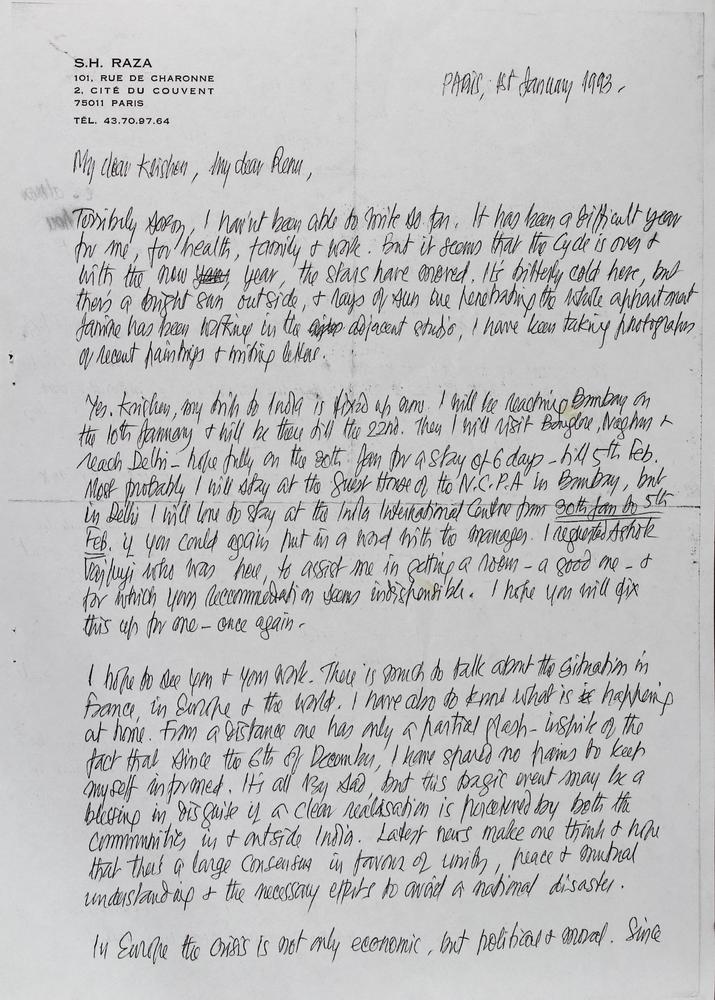 S.H. RAZA
101, RUE DE CHARONNE
2, CITÉ DU COUVENT
75011 PARIS
TÉL. 43.70.97.64
PARIS, 1st January 1993.
My dear Krishen, my dear Renu,
Terribly sorry, I havn't been able to write so far. It has been a difficult year
for me, for health, family & work. But it seems that the Cycle is over &
with the new year, the stars have moved. It's bitterly cold here, but
there's a bright sun outside, & rays of sun are penetrating the whole appartment
Janine has been working in the adjacent studio, I have been taking photographs
of recent paintings & writing letters.
Yes. Krishen, my trip to India is fixed up now. I will be reaching Bombay on
the 10th January & will be there till the 22nd. Then I will visit Banglore, Nagpur &
reach Delhi – hope fully on the 30th Jan for a stay of 6 days – till 5th Feb.
Most probably I will stay at the Guest House of the N.C.P.A in Bombay, but
in Delhi I will love to stay at the India International Centre from 30th Jan to 5th
Feb. if you could again put in a word with the manager. I requested Ashok
Vajpeyi who was here, to assist me in getting a room – a good one – &
for which your reccommendation seems indispensible. I hope you will fix
this up for me – once again.
I hope to see you & your work. There is much to talk about the situation in
France, in Europe & the world. I have also to know what is happening
at home. From a distance one has only a partial flash – inspite of the
fact that since the 6th of December, I have spared no pains to keep
myself informed. It's all so sad but this tragic event may be a
blessing in disguise if a clear realisation is perceived by both the
communities in & outside India. Latest news make one think & hope
that there's a large consensus in favour of unity, peace & mutual
understanding & the necessary efforts to avoid a national disaster.
In Europe the crisis is not only economic, but political & moral. Since